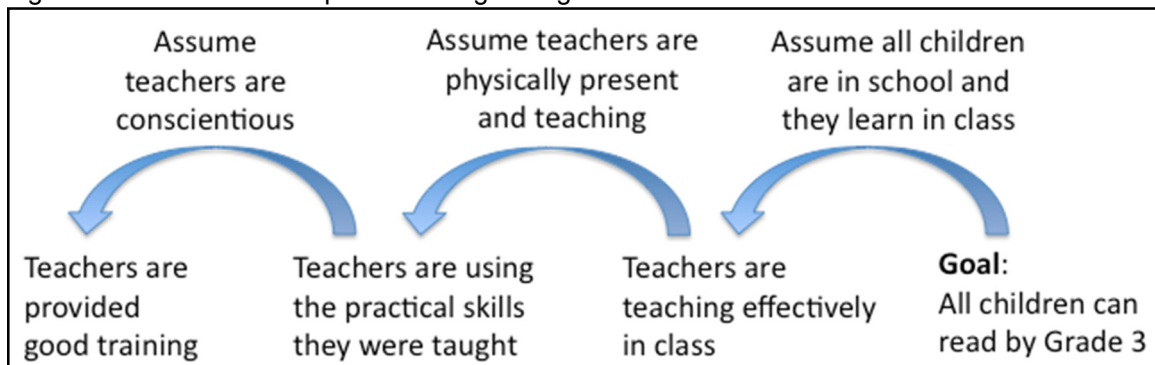 Assume
teachers are
conscientious
Assume teachers are
physically present
and teaching
Assume all children
are in school and
they learn in class
Teachers are
provided
good training
Teachers are using
the practical skills
they were taught
Teachers are
teaching effectively
in class
Goal:
All children can
read by Grade 3